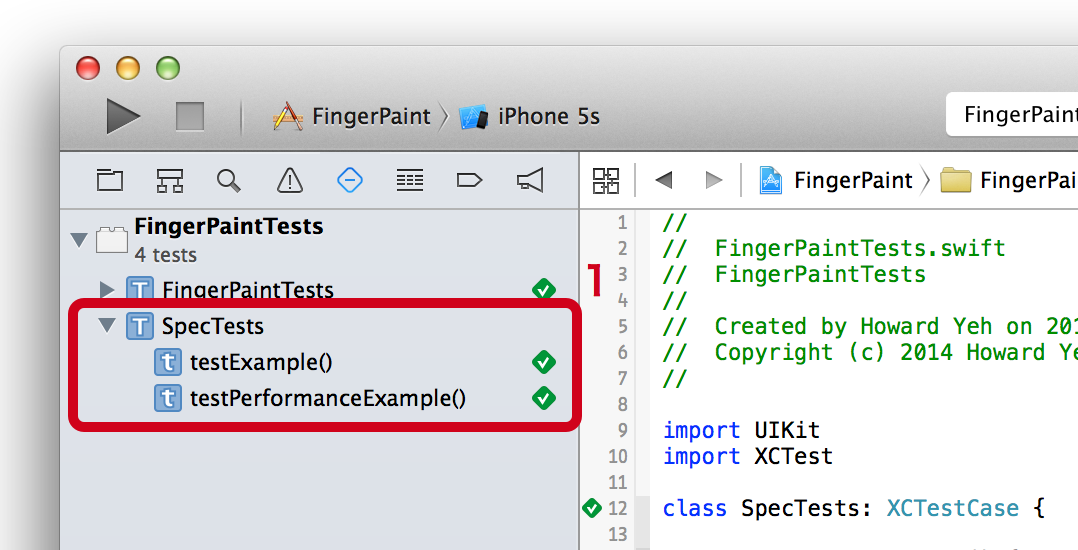 FingerPaint iPhone 5s
FingerPaint
FingerPaint FingerPai
FingerPaintTests
4 tests
FingerPaintTests
SpecTests
testExample()
testPerformanceExample()
1
1 //
2 //  FingerPaintTests.swift
3 //  FingerPaintTests
4 //
5 //  Created by Howard Yeh on 201
6 //  Copyright (c) 2014 Howard Ye
7 //
8
9 import UIKit
10 import XCTest
11
12 class SpecTests: XCTestCase {
13